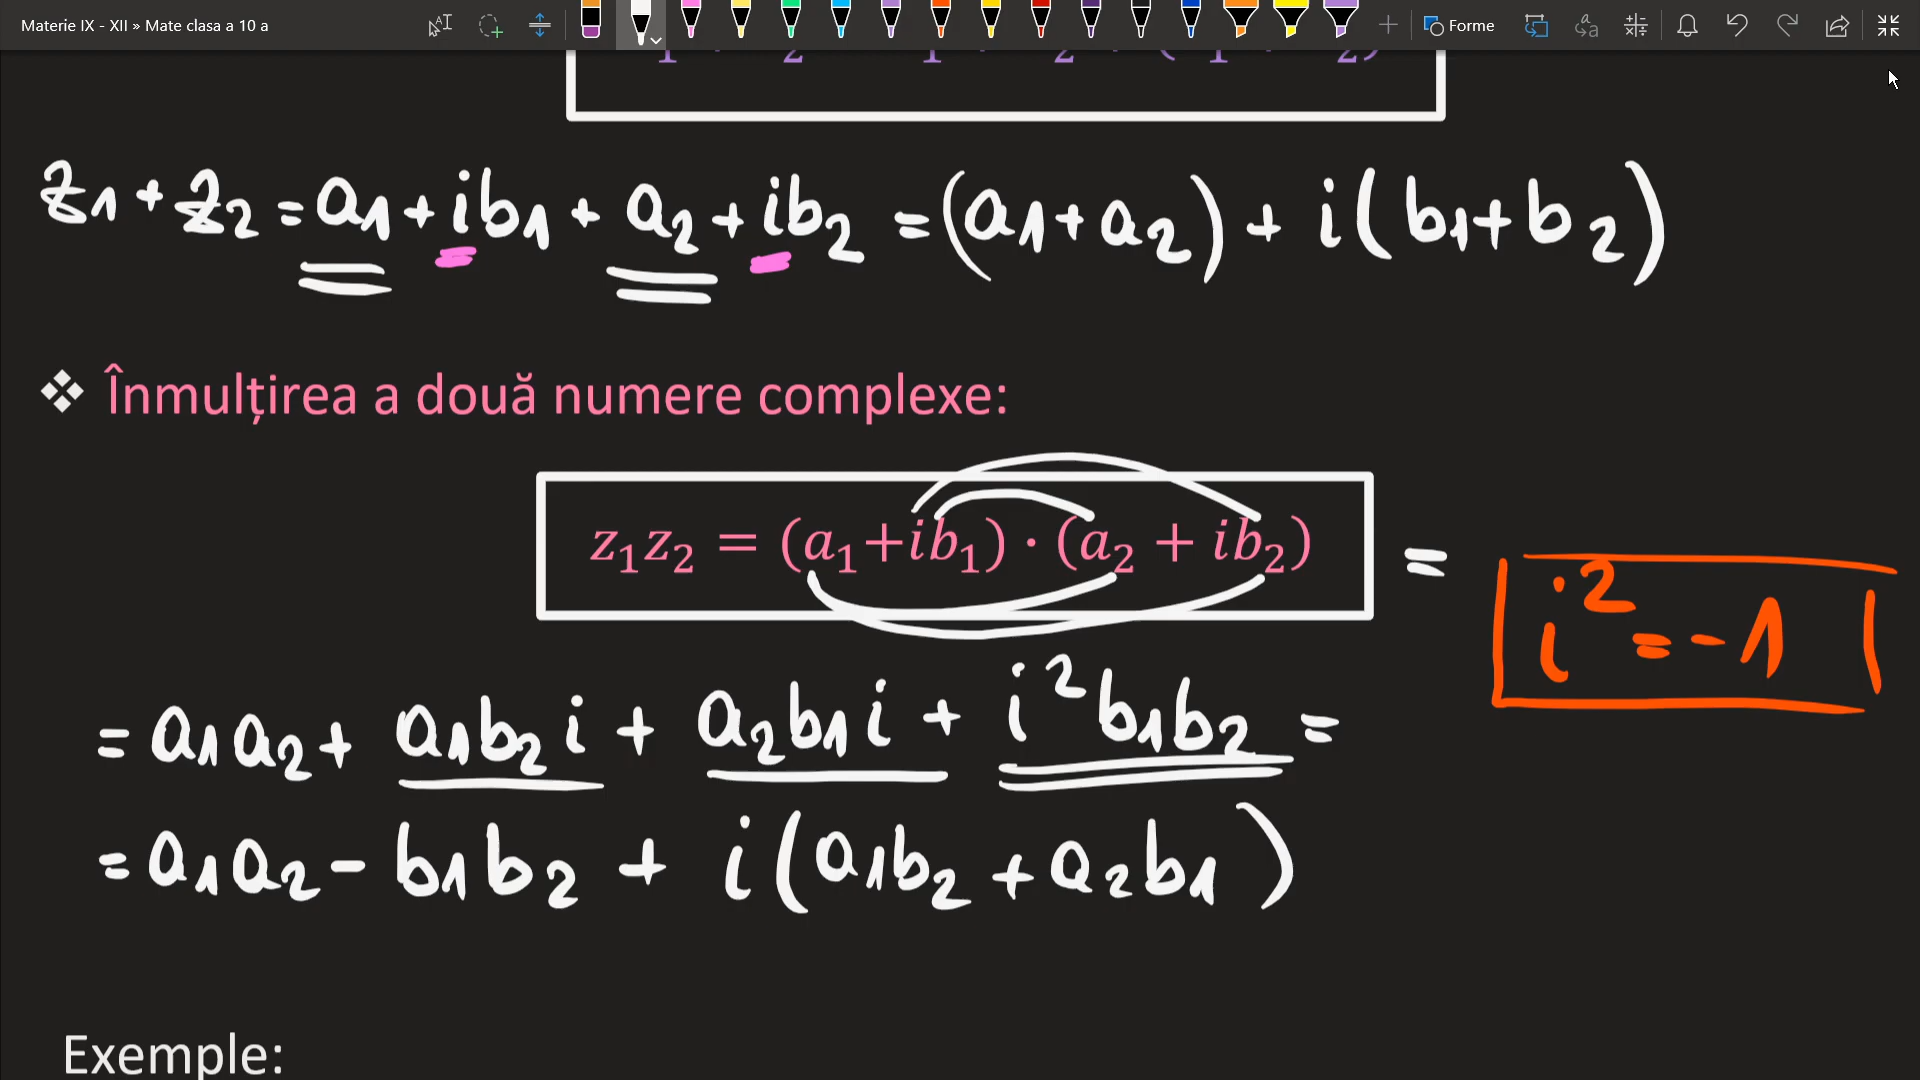 Materie IX - XII » Mate clasa a 10 a
Forme
z₁+z₂ = a₁+ib₁ + a₂ + ib₂ = (a₁+a₂) + i(b₁+b₂)
❖ Înmulțirea a două numere complexe:
z₁z₂ = (a₁+ib₁) · (a₂ + ib₂) =
i² = -1
= a₁a₂ + a₁b₂i + a₂b₁i + i²b₁b₂ =
= a₁a₂ - b₁b₂ + i(a₁b₂ + a₂b₁)
Exemple: